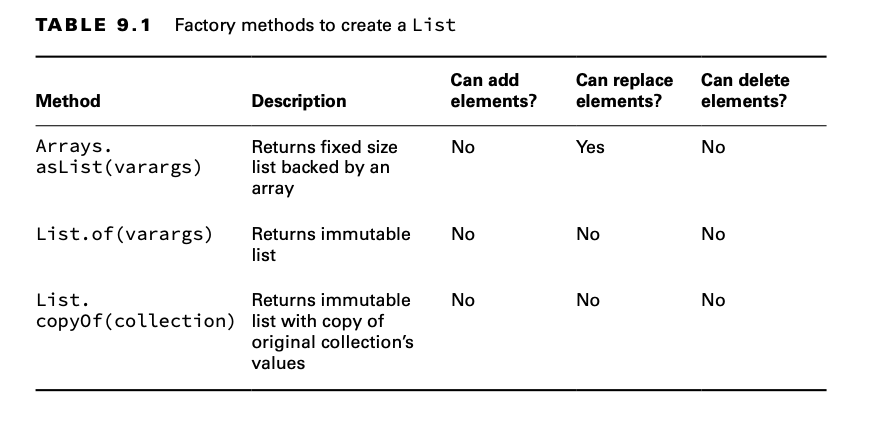 TABLE 9.1 Factory methods to create a List
Method Description Can add elements? Can replace elements? Can delete elements?
Arrays.
asList(varargs) Returns fixed size
list backed by an
array No Yes No
List.of(varargs) Returns immutable
list No No No
List.
copyOf(collection) Returns immutable
list with copy of
original collection’s
values No No No